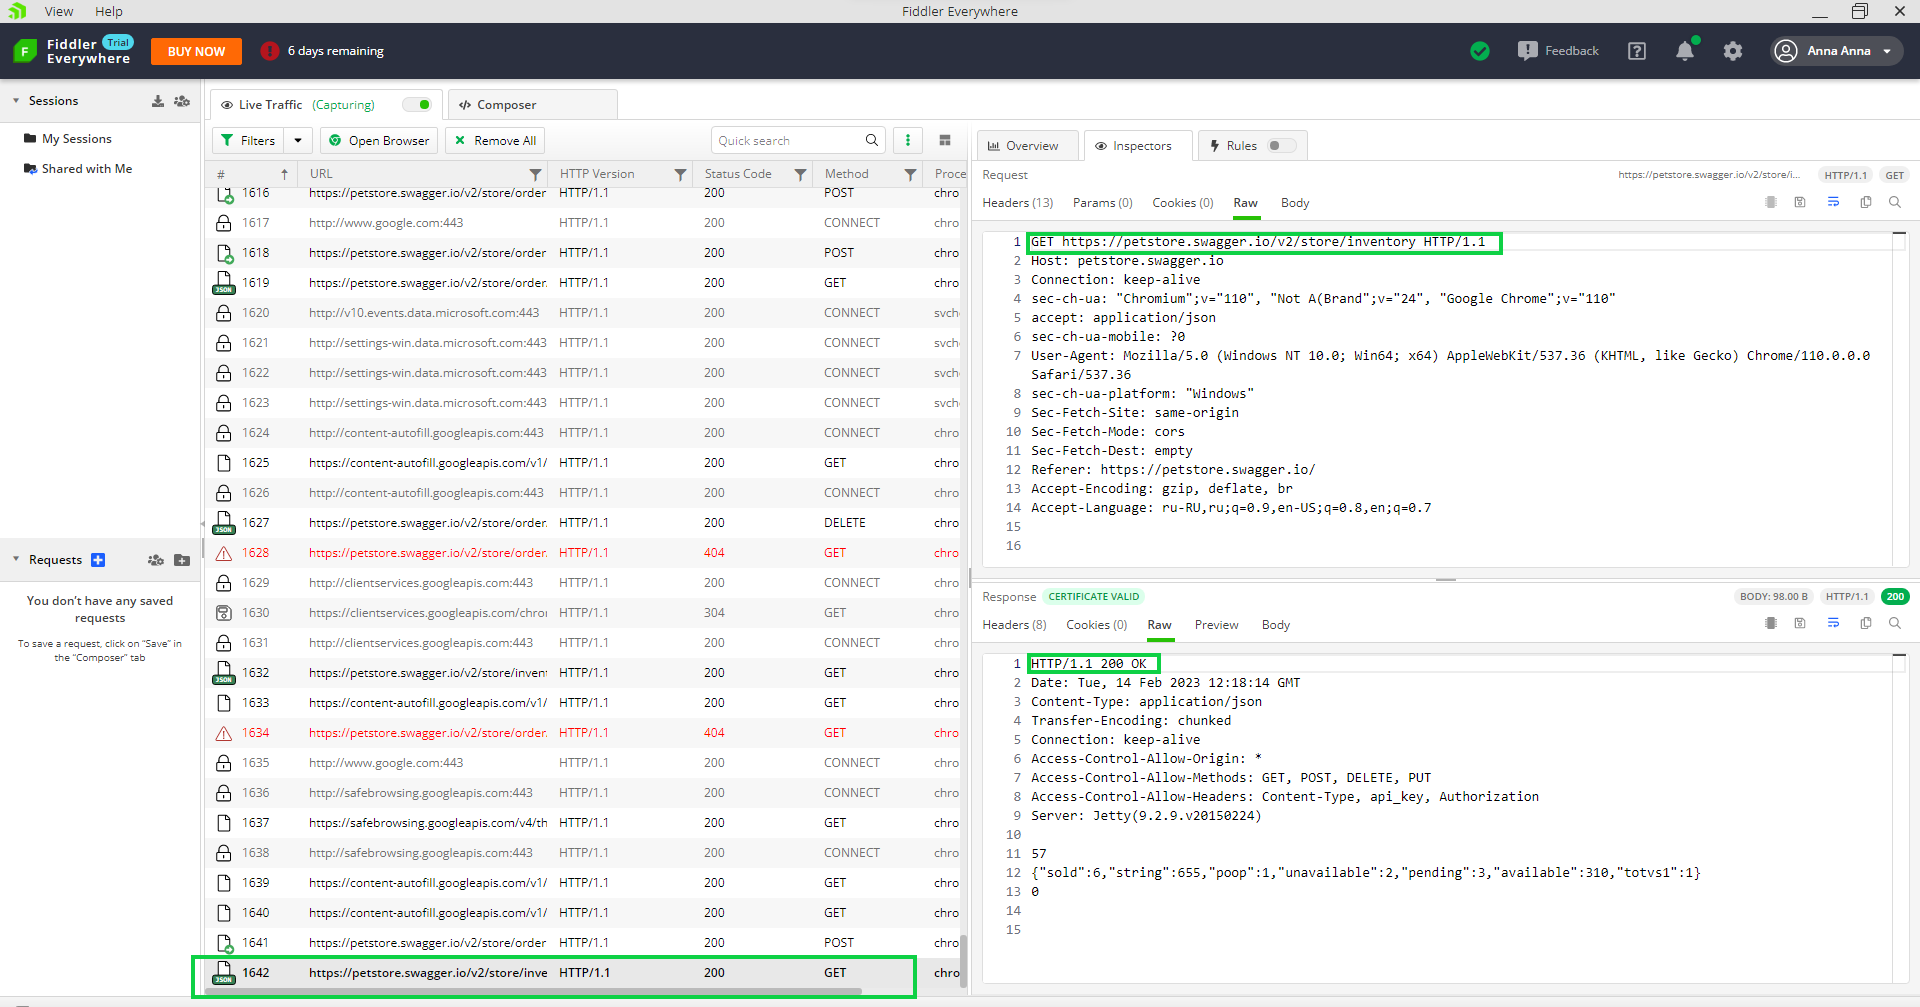 View Help Fiddler Everywhere
Fiddler Everywhere Trial BUY NOW 6 days remaining Feedback Anna Anna
Sessions
My Sessions
Shared with Me
Requests
You don't have any saved
requests
To save a request, click on "Save" in
the "Composer" tab
Live Traffic (Capturing) Composer
Filters Open Browser Remove All Quick search
# URL HTTP Version Status Code Method Proce
1616 https://petstore.swagger.io/v2/store/order HTTP/1.1 200 POST chro
1617 http://www.google.com:443 HTTP/1.1 200 CONNECT chro
1618 https://petstore.swagger.io/v2/store/order HTTP/1.1 200 POST chro
JSON 1619 https://petstore.swagger.io/v2/store/order. HTTP/1.1 200 GET chro
1620 http://v10.events.data.microsoft.com:443 HTTP/1.1 200 CONNECT svch
1621 http://settings-win.data.microsoft.com:443 HTTP/1.1 200 CONNECT svch
1622 http://settings-win.data.microsoft.com:443 HTTP/1.1 200 CONNECT svch
1623 http://settings-win.data.microsoft.com:443 HTTP/1.1 200 CONNECT svch
1624 http://content-autofill.googleapis.com:443 HTTP/1.1 200 CONNECT chro
1625 https://content-autofill.googleapis.com/v1/ HTTP/1.1 200 GET chro
1626 http://content-autofill.googleapis.com:443 HTTP/1.1 200 CONNECT chro
JSON 1627 https://petstore.swagger.io/v2/store/order. HTTP/1.1 200 DELETE chro
1628 https://petstore.swagger.io/v2/store/order. HTTP/1.1 404 GET chro
1629 http://clientservices.googleapis.com:443 HTTP/1.1 200 CONNECT chro
1630 https://clientservices.googleapis.com/chro HTTP/1.1 304 GET chro
1631 http://clientservices.googleapis.com:443 HTTP/1.1 200 CONNECT chro
JSON 1632 https://petstore.swagger.io/v2/store/invent HTTP/1.1 200 GET chro
1633 https://content-autofill.googleapis.com/v1/ HTTP/1.1 200 GET chro
1634 https://petstore.swagger.io/v2/store/order. HTTP/1.1 404 GET chro
1635 http://www.google.com:443 HTTP/1.1 200 CONNECT chro
1636 http://safebrowsing.googleapis.com:443 HTTP/1.1 200 CONNECT chro
1637 https://safebrowsing.googleapis.com/v4/th HTTP/1.1 200 GET chro
1638 http://safebrowsing.googleapis.com:443 HTTP/1.1 200 CONNECT chro
1639 https://content-autofill.googleapis.com/v1/ HTTP/1.1 200 GET chro
1640 https://content-autofill.googleapis.com/v1/ HTTP/1.1 200 GET chro
1641 https://petstore.swagger.io/v2/store/order HTTP/1.1 200 POST chro
JSON 1642 https://petstore.swagger.io/v2/store/inve HTTP/1.1 200 GET chro
Overview Inspectors Rules
Request https://petstore.swagger.io/v2/store/i... HTTP/1.1 GET
Headers (13) Params (0) Cookies (0) Raw Body
1 GET https://petstore.swagger.io/v2/store/inventory HTTP/1.1
2 Host: petstore.swagger.io
3 Connection: keep-alive
4 sec-ch-ua: "Chromium";v="110", "Not A(Brand";v="24", "Google Chrome";v="110"
5 accept: application/json
6 sec-ch-ua-mobile: ?0
7 User-Agent: Mozilla/5.0 (Windows NT 10.0; Win64; x64) AppleWebKit/537.36 (KHTML, like Gecko) Chrome/110.0.0.0
Safari/537.36
8 sec-ch-ua-platform: "Windows"
9 Sec-Fetch-Site: same-origin
10 Sec-Fetch-Mode: cors
11 Sec-Fetch-Dest: empty
12 Referer: https://petstore.swagger.io/
13 Accept-Encoding: gzip, deflate, br
14 Accept-Language: ru-RU,ru;q=0.9,en-US;q=0.8,en;q=0.7
15
16
Response CERTIFICATE VALID BODY: 98.00 B HTTP/1.1 200
Headers (8) Cookies (0) Raw Preview Body
1 HTTP/1.1 200 OK
2 Date: Tue, 14 Feb 2023 12:18:14 GMT
3 Content-Type: application/json
4 Transfer-Encoding: chunked
5 Connection: keep-alive
6 Access-Control-Allow-Origin: *
7 Access-Control-Allow-Methods: GET, POST, DELETE, PUT
8 Access-Control-Allow-Headers: Content-Type, api_key, Authorization
9 Server: Jetty(9.2.9.v20150224)
10
11 57
12 {"sold":6,"string":655,"poop":1,"unavailable":2,"pending":3,"available":310,"totvs1":1}
13 0
14
15